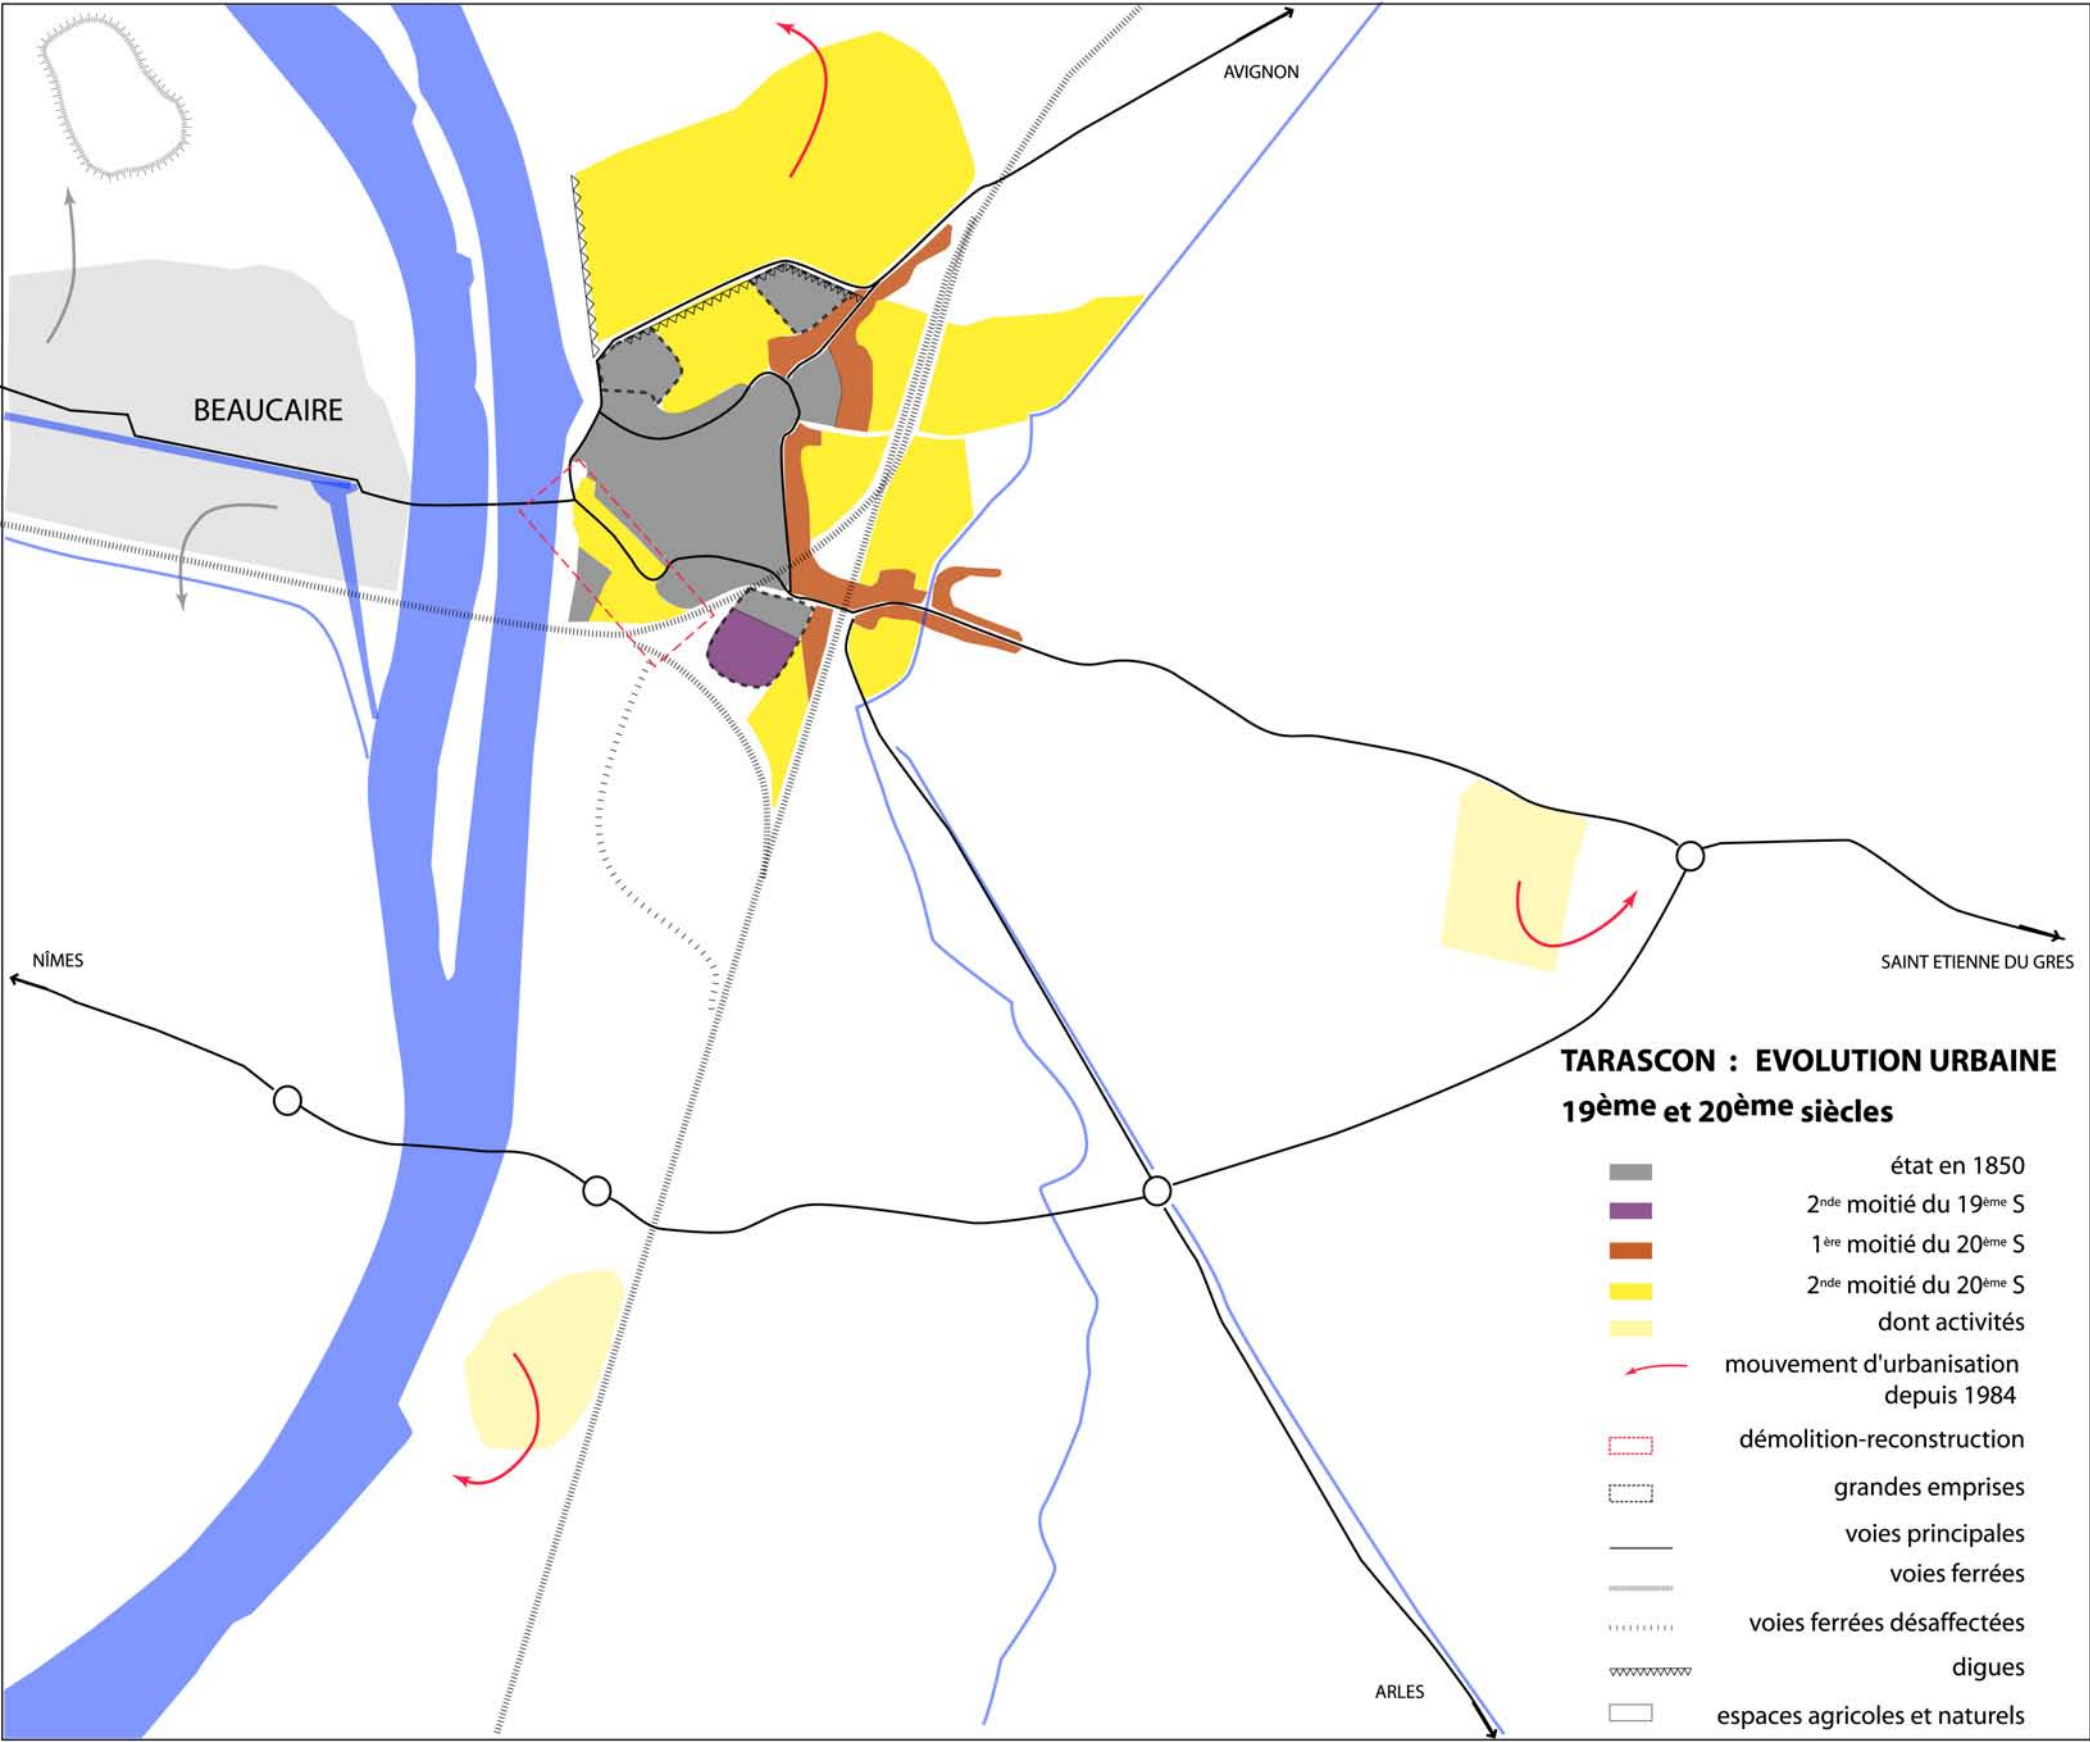 AVIGNON
BEAUCAIRE
NÎMES
SAINT ETIENNE DU GRES
TARASCON : EVOLUTION URBAINE
19ème et 20ème siècles
état en 1850
2nde moitié du 19ème S
1ère moitié du 20ème S
2nde moitié du 20ème S
dont activités
mouvement d'urbanisation
depuis 1984
démolition-reconstruction
grandes emprises
voies principales
voies ferrées
voies ferrées désaffectées
digues
espaces agricoles et naturels
ARLES